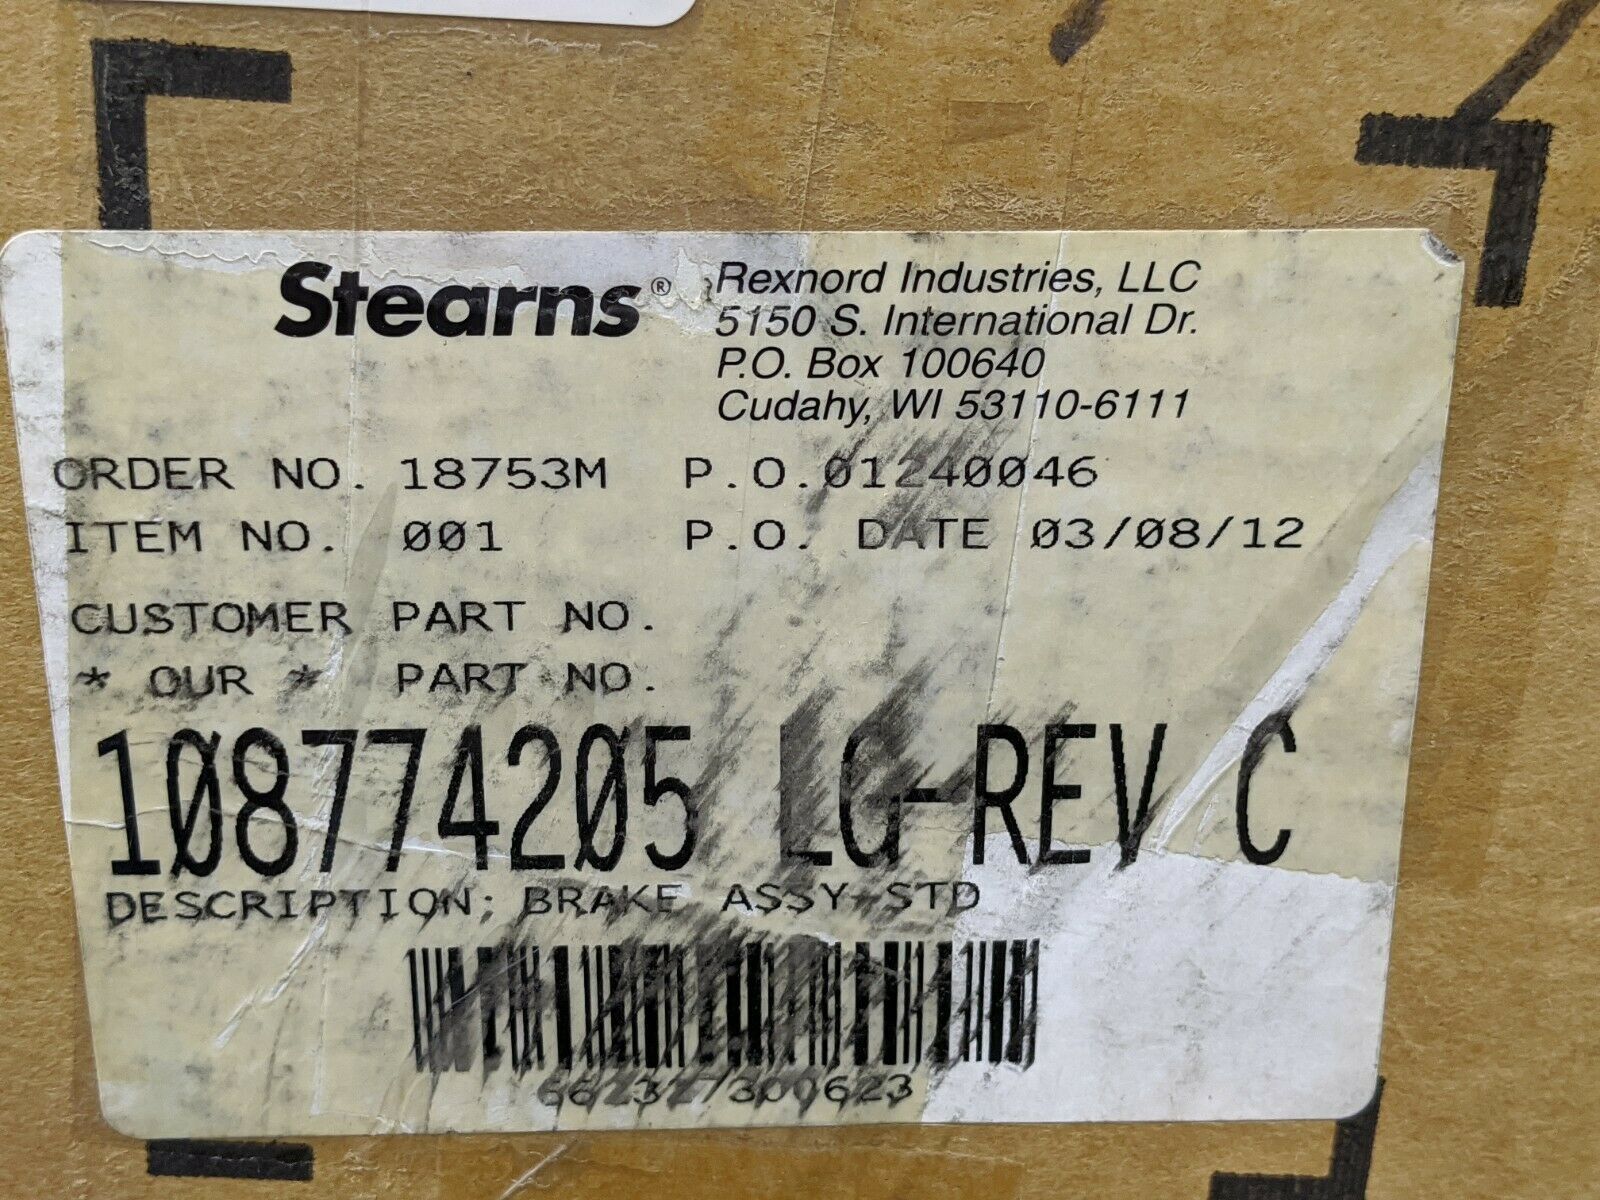 Stearns® Rexnord Industries, LLC
5150 S. International Dr.
P.O. Box 100640
Cudahy, WI 53110-6111
ORDER NO. 18753M P.O.01240046
ITEM NO. 001 P.O. DATE 03/08/12
CUSTOMER PART NO.
* OUR * PART NO.
108774205 LG-REV C
DESCRIPTION: BRAKE ASSY-STD
662327300623